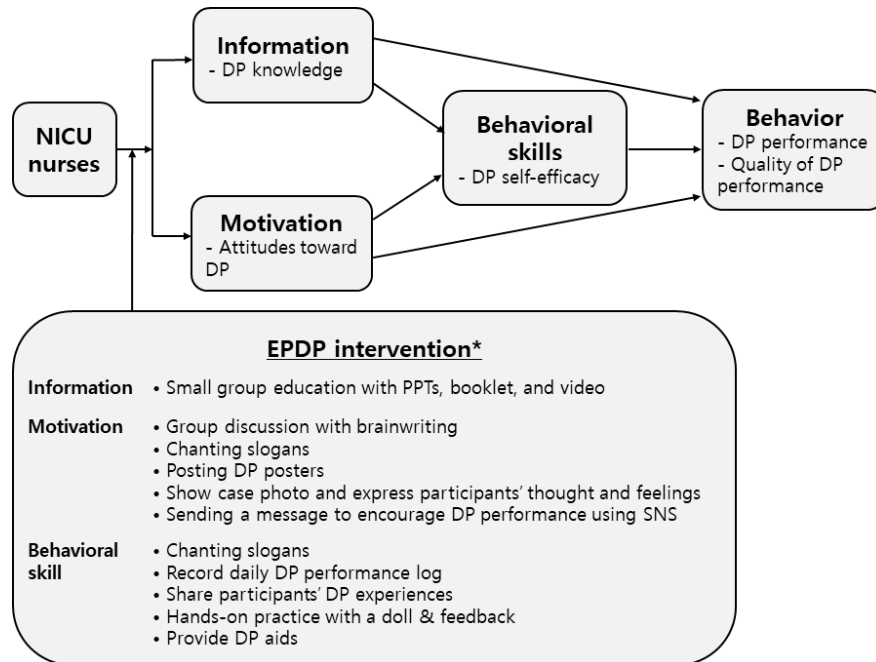 Information
- DP knowledge
NICU
nurses
Behavioral
skills
- DP self-efficacy
Behavior
- DP performance
- Quality of DP
performance
Motivation
- Attitudes toward
DP
EPDP intervention*
Information • Small group education with PPTs, booklet, and video
Motivation • Group discussion with brainwriting
• Chanting slogans
• Posting DP posters
• Show case photo and express participants’ thought and feelings
• Sending a message to encourage DP performance using SNS
Behavioral • Chanting slogans
skill • Record daily DP performance log
• Share participants’ DP experiences
• Hands-on practice with a doll & feedback
• Provide DP aids